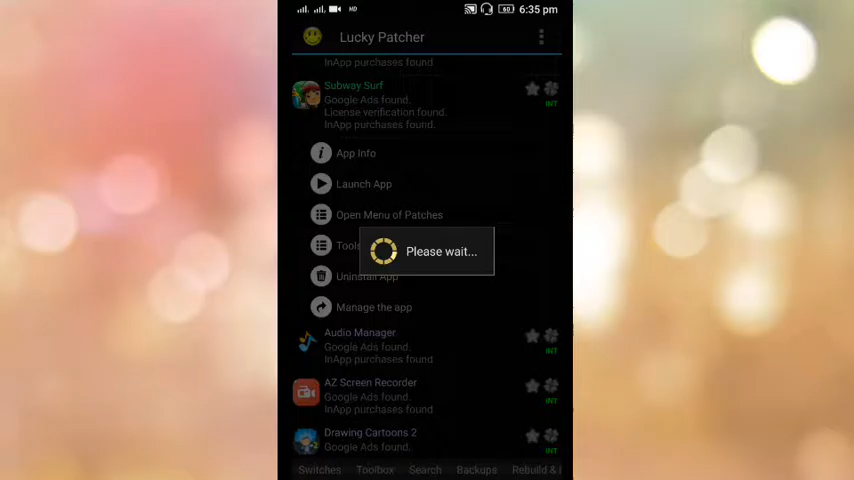 HD 60 6:35 pm
Lucky Patcher
InApp purchases found
Subway Surf
Google Ads found.
License verification found.
InApp purchases found.
INT
App Info
Launch App
Open Menu of Patches
Tools
Please wait...
Uninstall App
Manage the app
Audio Manager
Google Ads found.
InApp purchases found
INT
AZ Screen Recorder
Google Ads found.
InApp purchases found
INT
Drawing Cartoons 2
Google Ads found.
INT
Switches Toolbox Search Backups Rebuild &